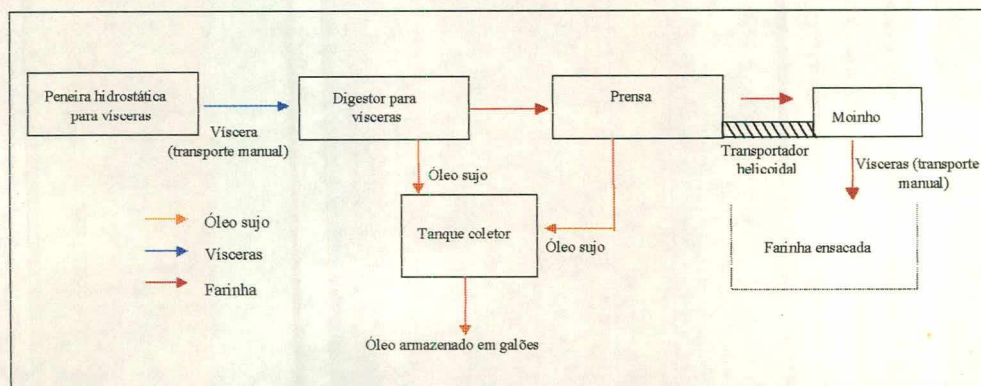 Peneira hidrostática
para vísceras
Víscera
(transporte manual)
Digestor para
vísceras
Prensa
Moinho
Transportador
helicoidal
Vísceras (transporte
manual)
Óleo sujo
Tanque coletor
Óleo sujo
Farinha ensacada
Óleo sujo
Vísceras
Farinha
Óleo armazenado em galões